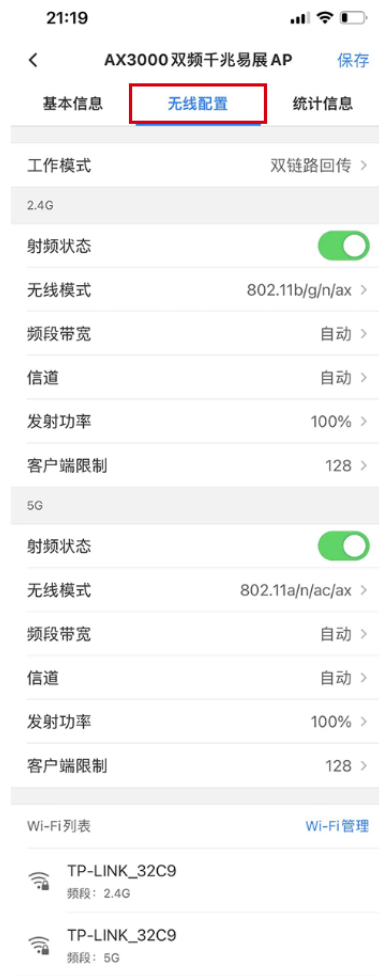 21:19
AX3000双频千兆易展AP 保存
基本信息 无线配置 统计信息
工作模式 双链路回传
2.4G
射频状态
无线模式 802.11b/g/n/ax
频段带宽 自动
信道 自动
发射功率 100%
客户端限制 128
5G
射频状态
无线模式 802.11a/n/ac/ax
频段带宽 自动
信道 自动
发射功率 100%
客户端限制 128
Wi-Fi列表 Wi-Fi管理
TP-LINK_32C9
频段：2.4G
TP-LINK_32C9
频段：5G